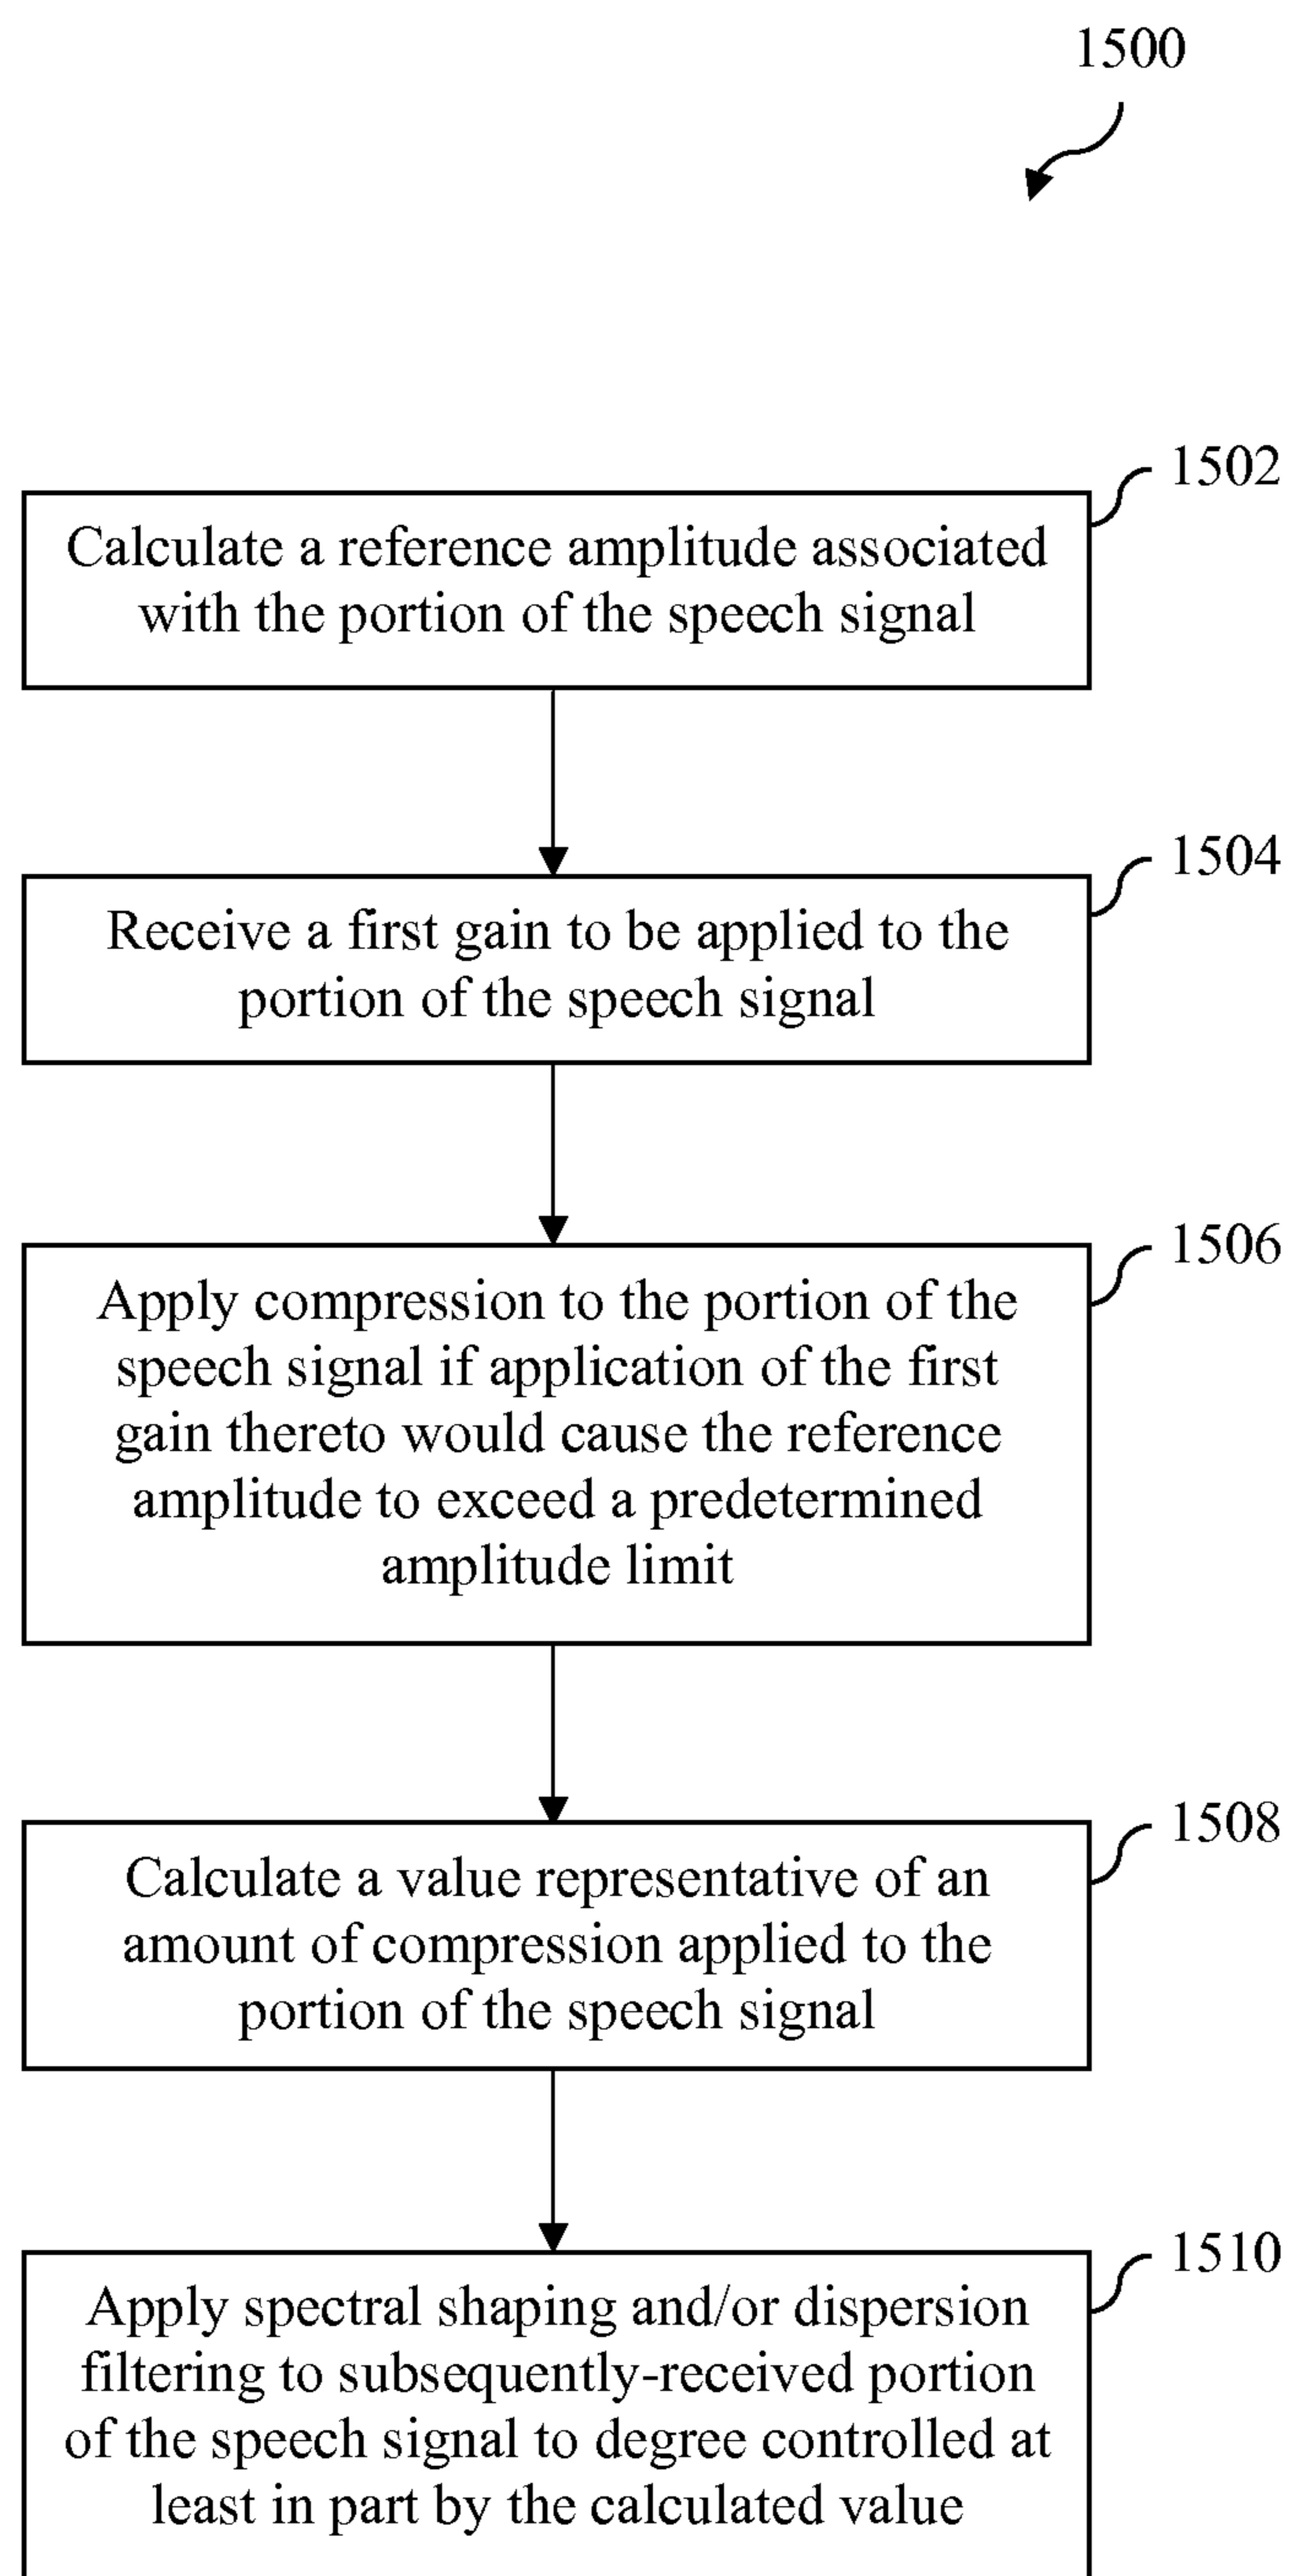 1500
1502
Calculate a reference amplitude associated
with the portion of the speech signal
1504
Receive a first gain to be applied to the
portion of the speech signal
1506
Apply compression to the portion of the
speech signal if application of the first
gain thereto would cause the reference
amplitude to exceed a predetermined
amplitude limit
1508
Calculate a value representative of an
amount of compression applied to the
portion of the speech signal
1510
Apply spectral shaping and/or dispersion
filtering to subsequently-received portion
of the speech signal to degree controlled at
least in part by the calculated value